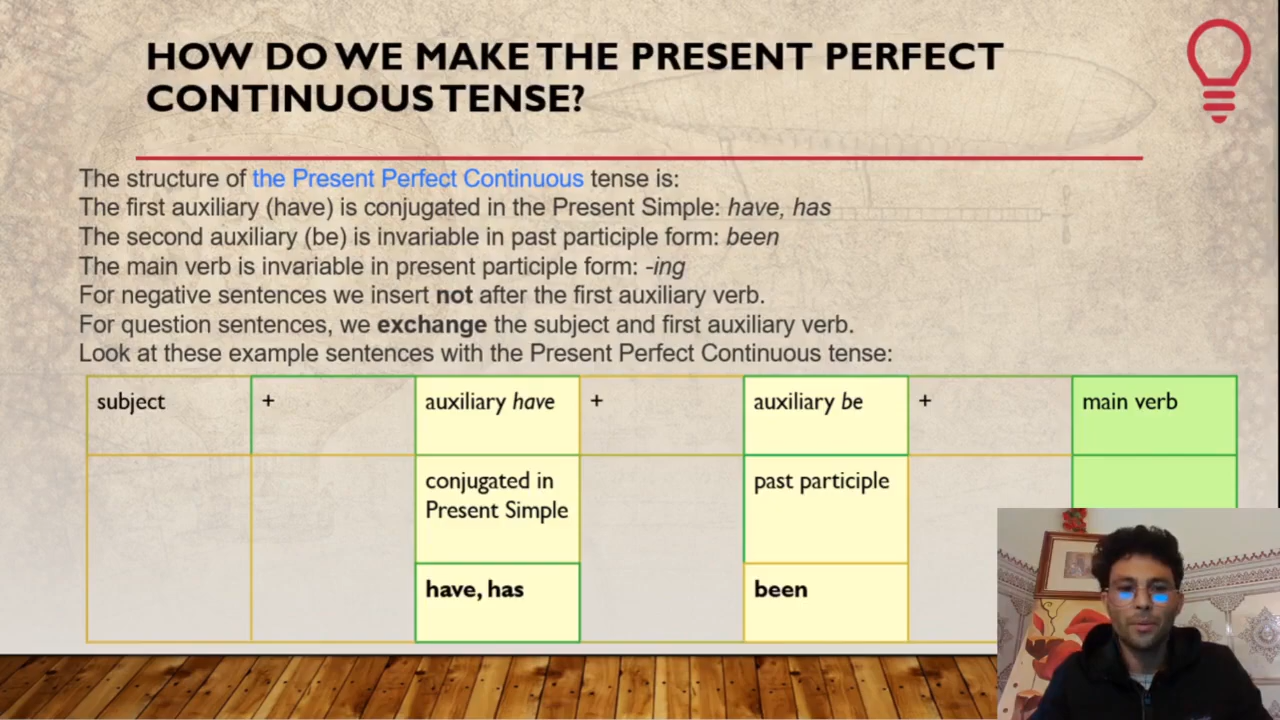 HOW DO WE MAKE THE PRESENT PERFECT
CONTINUOUS TENSE?
The structure of the Present Perfect Continuous tense is:
The first auxiliary (have) is conjugated in the Present Simple: have, has
The second auxiliary (be) is invariable in past participle form: been
The main verb is invariable in present participle form: -ing
For negative sentences we insert not after the first auxiliary verb.
For question sentences, we exchange the subject and first auxiliary verb.
Look at these example sentences with the Present Perfect Continuous tense:
subject + auxiliary have + auxiliary be + main verb
conjugated in past participle
Present Simple
have, has been